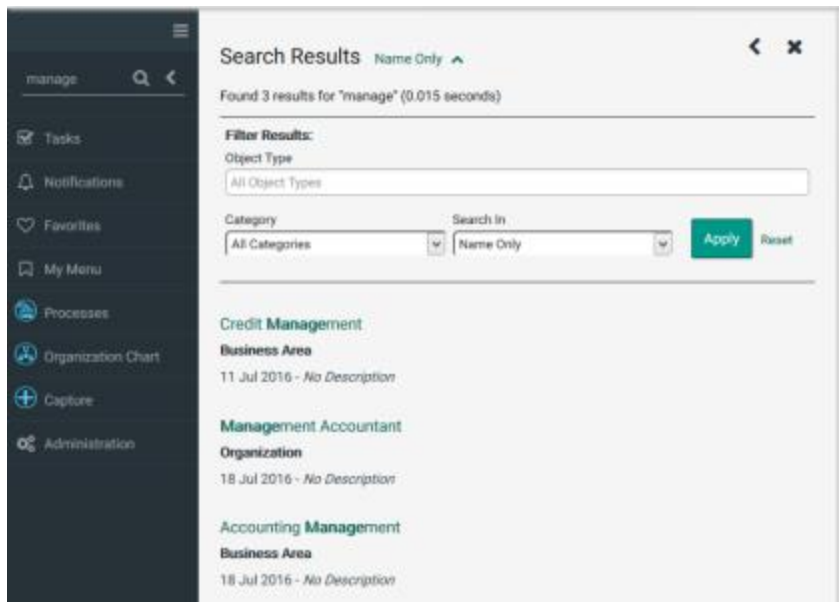 manage
Tasks
Notifications
Favorites
My Menu
Processes
Organization Chart
Capture
Administration
Search Results Name Only
Found 3 results for "manage" (0.015 seconds)
Filter Results:
Object Type
All Object Types
Category Search In
All Categories Name Only Apply Reset
Credit Management
Business Area
11 Jul 2016 - No Description
Management Accountant
Organization
18 Jul 2016 - No Description
Accounting Management
Business Area
18 Jul 2016 - No Description